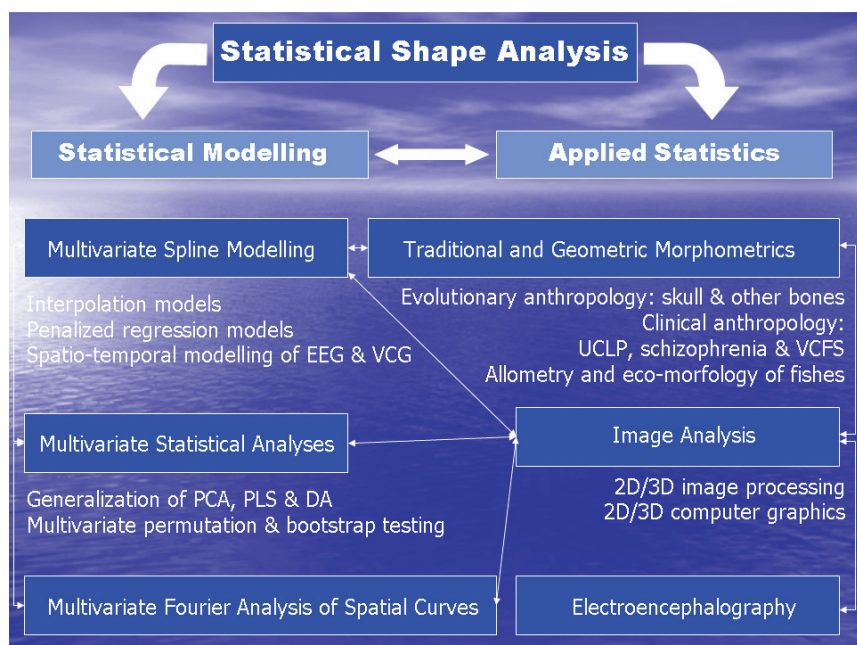 Statistical Shape Analysis
Statistical Modelling
Applied Statistics
Multivariate Spline Modelling
Traditional and Geometric Morphometrics
Interpolation models
Penalized regression models
Spatio-temporal modelling of EEG & VCG
Evolutionary anthropology: skull & other bones
Clinical anthropology:
UCLP, schizophrenia & VCFS
Allometry and eco-morfology of fishes
Multivariate Statistical Analyses
Image Analysis
Generalization of PCA, PLS & DA
Multivariate permutation & bootstrap testing
2D/3D image processing
2D/3D computer graphics
Multivariate Fourier Analysis of Spatial Curves
Electroencephalography